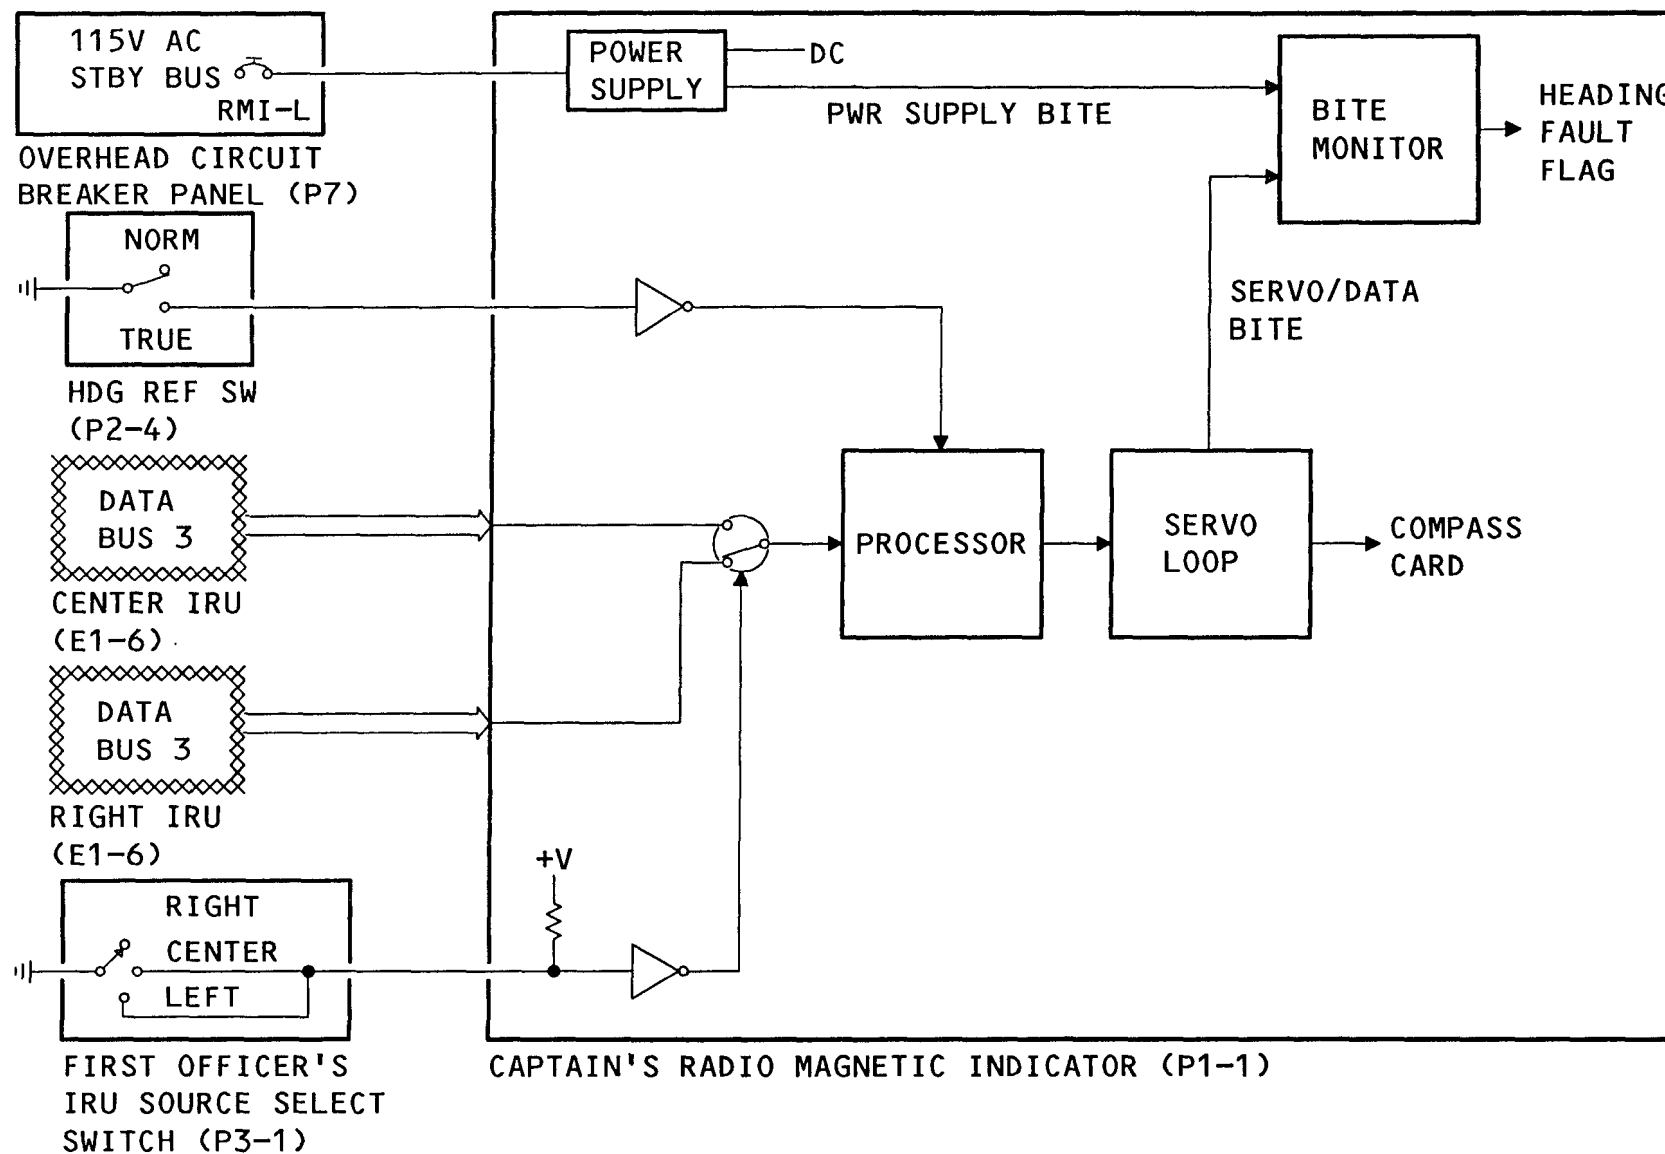 115V AC
STBY BUS
RMI-L
OVERHEAD CIRCUIT
BREAKER PANEL (P7)
POWER
SUPPLY
DC
PWR SUPPLY BITE
BITE
MONITOR
HEADING
FAULT
FLAG
NORM
TRUE
HDG REF SW
(P2-4)
SERVO/DATA
BITE
DATA
BUS 3
CENTER IRU
(E1-6)
PROCESSOR
SERVO
LOOP
COMPASS
CARD
DATA
BUS 3
RIGHT IRU
(E1-6)
+V
RIGHT
CENTER
LEFT
FIRST OFFICER'S
IRU SOURCE SELECT
SWITCH (P3-1)
CAPTAIN'S RADIO MAGNETIC INDICATOR (P1-1)